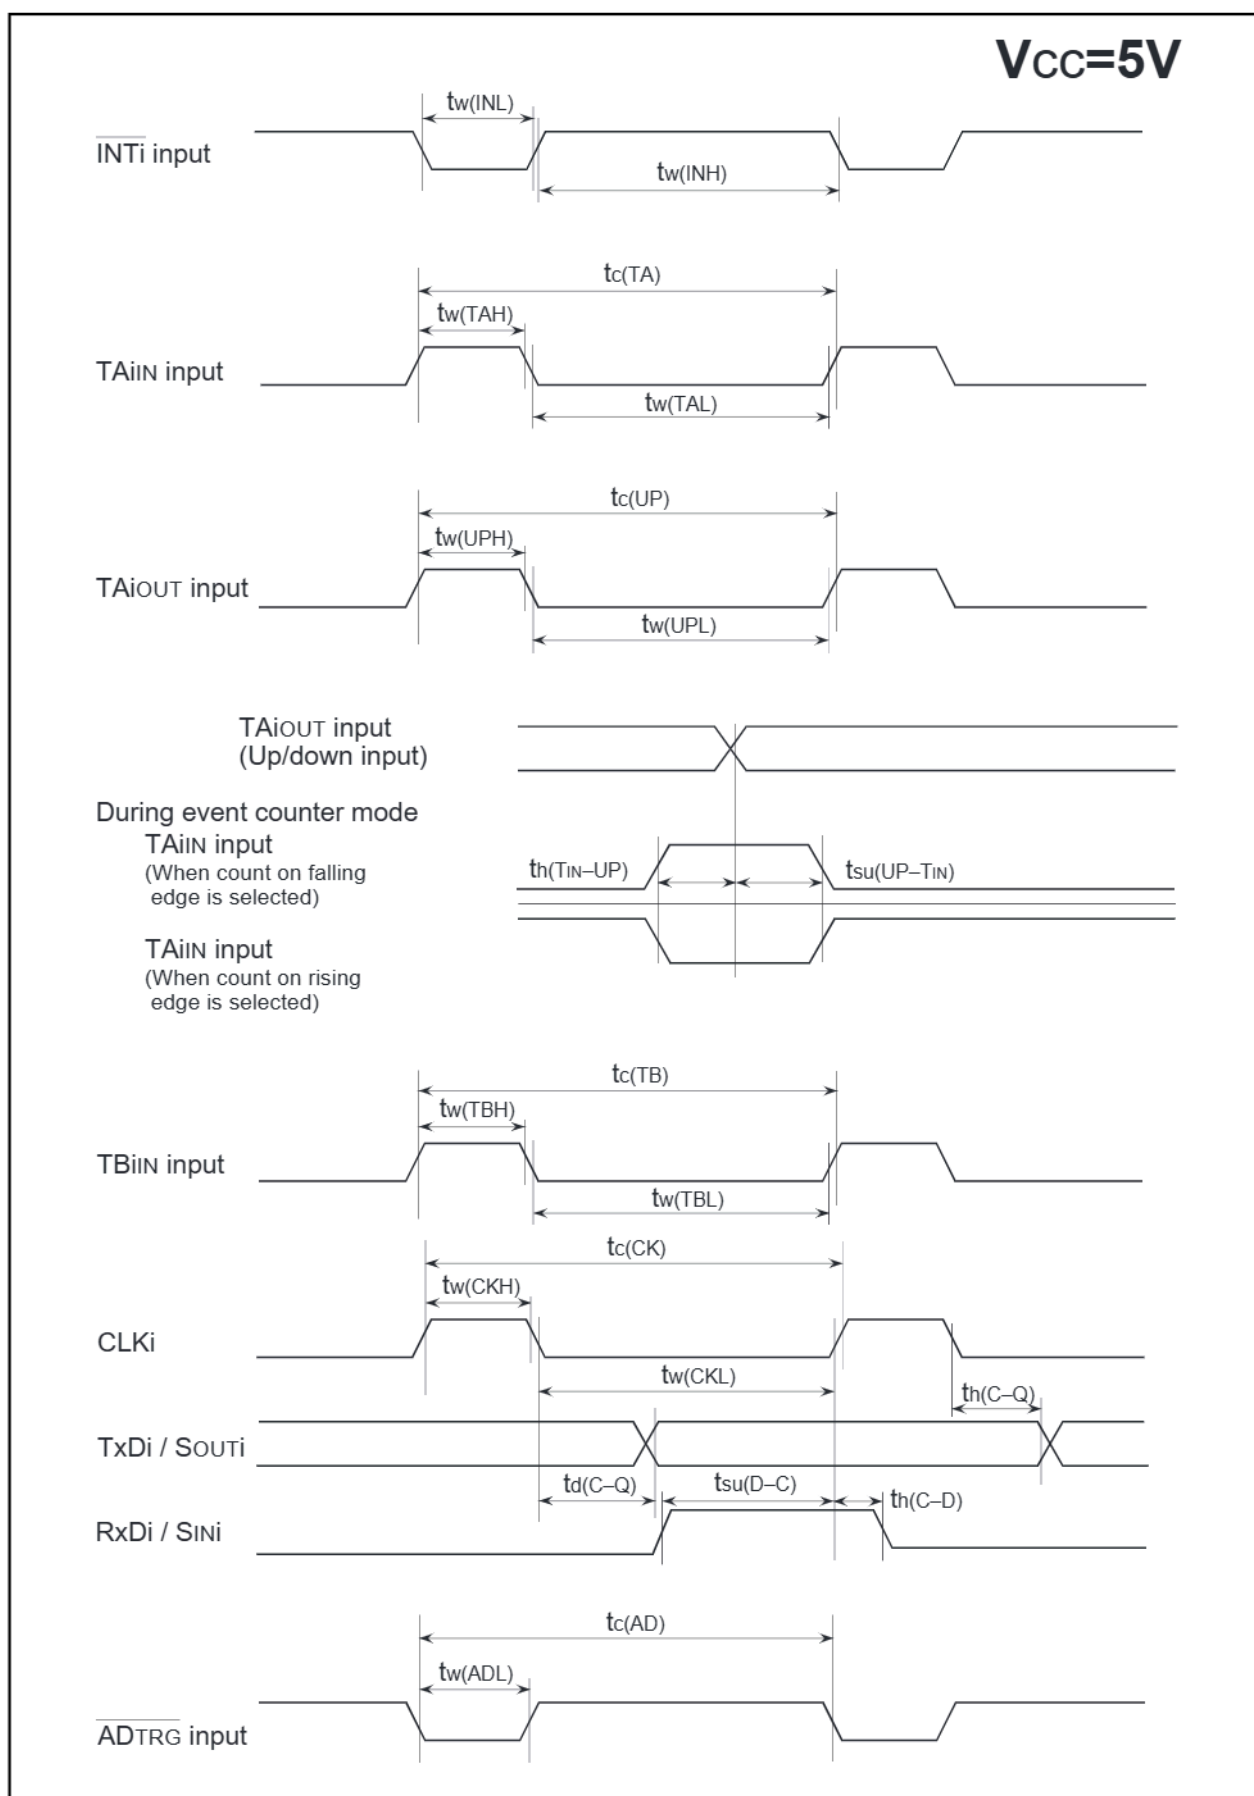 VCC=5V
tw(INL)
INTi input
tw(INH)
tc(TA)
tw(TAH)
TAiIN input
tw(TAL)
tc(UP)
tw(UPH)
TAiOUT input
tw(UPL)
TAiOUT input
(Up/down input)
During event counter mode
TAiIN input
(When count on falling
edge is selected)
th(TIN–UP)
tsu(UP–TIN)
TAiIN input
(When count on rising
edge is selected)
tc(TB)
tw(TBH)
TBiIN input
tw(TBL)
tc(CK)
tw(CKH)
CLKi
tw(CKL)
th(C–Q)
TxDi / SOUTi
td(C–Q)
tsu(D–C)
th(C–D)
RxDi / SINi
tc(AD)
tw(ADL)
ADTRG input